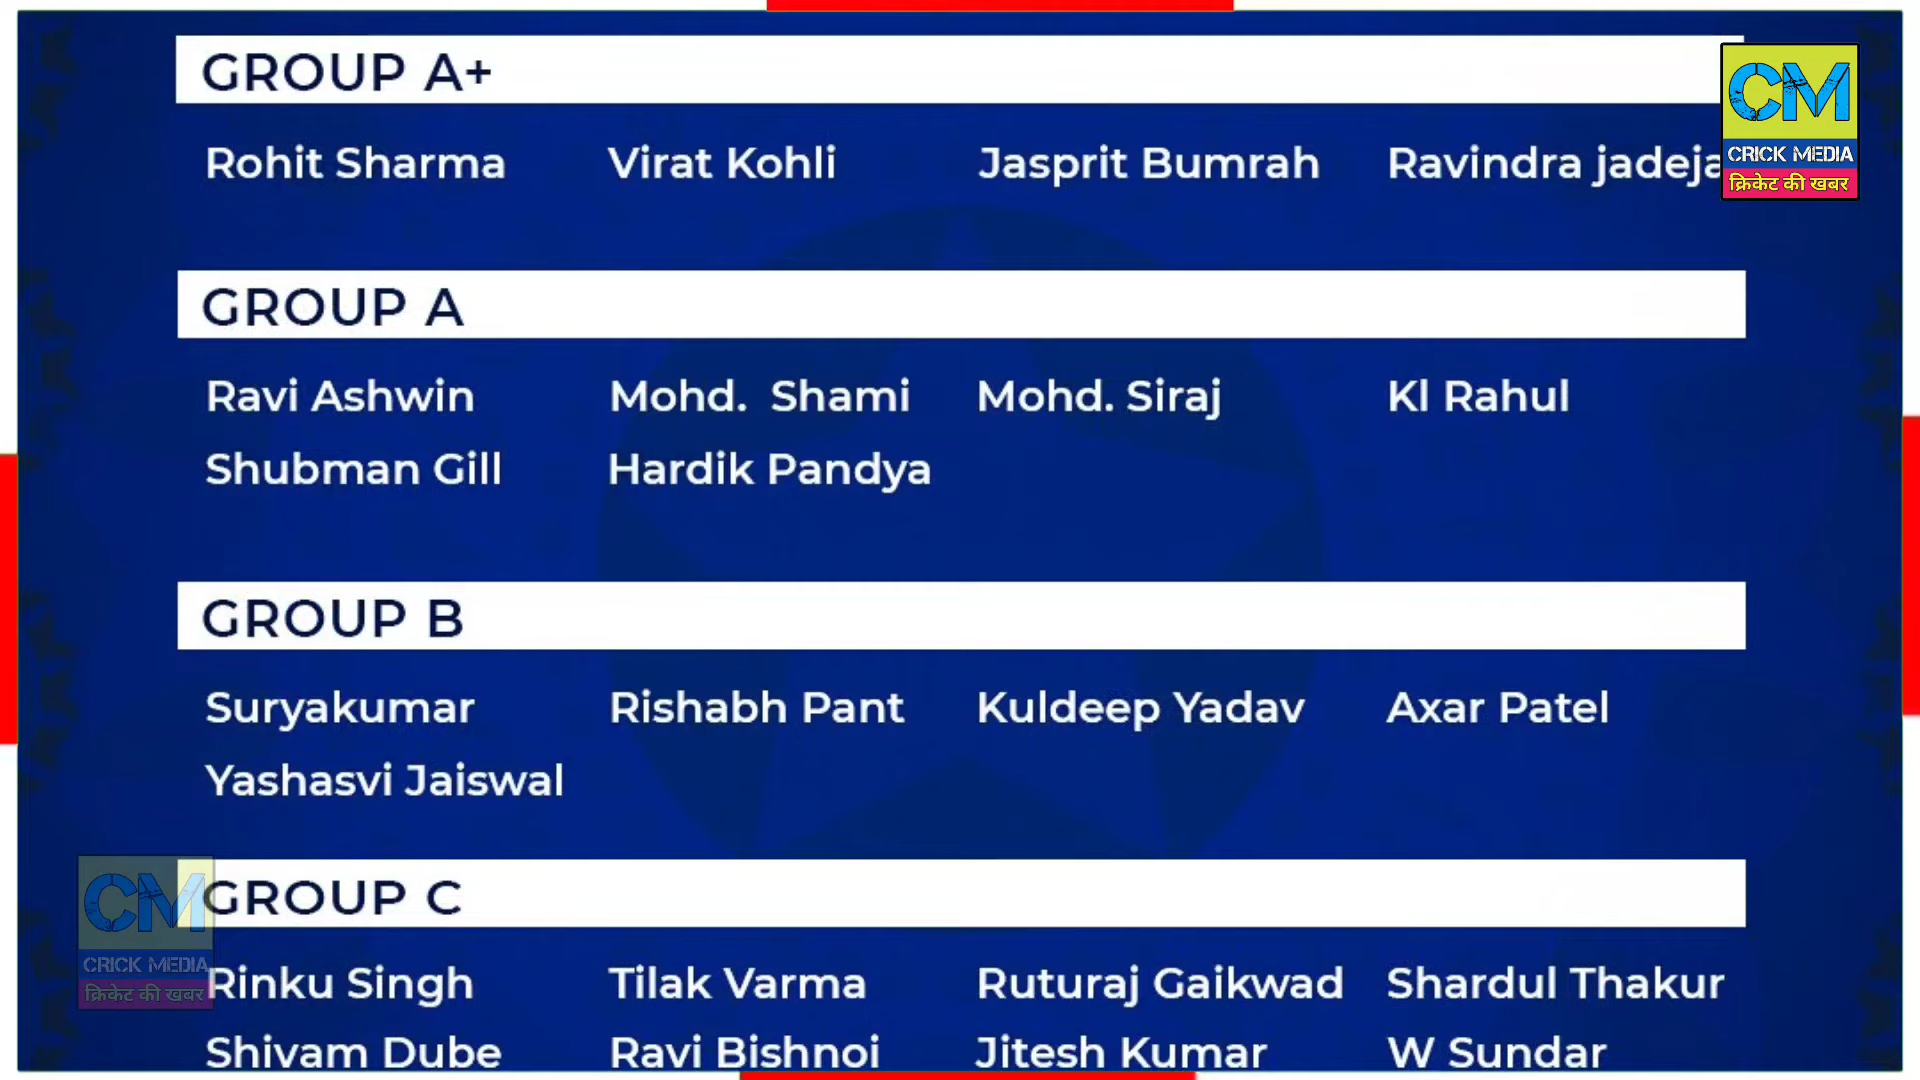 GROUP A+
CM
CRICK MEDIA
क्रिकेट की खबर
Rohit Sharma Virat Kohli Jasprit Bumrah Ravindra jadeja
GROUP A
Ravi Ashwin Mohd. Shami Mohd. Siraj Kl Rahul
Shubman Gill Hardik Pandya
GROUP B
Suryakumar Rishabh Pant Kuldeep Yadav Axar Patel
Yashasvi Jaiswal
CM
CRICK MEDIA
क्रिकेट की खबर
GROUP C
Rinku Singh Tilak Varma Ruturaj Gaikwad Shardul Thakur
Shivam Dube Ravi Bishnoi Jitesh Kumar W Sundar